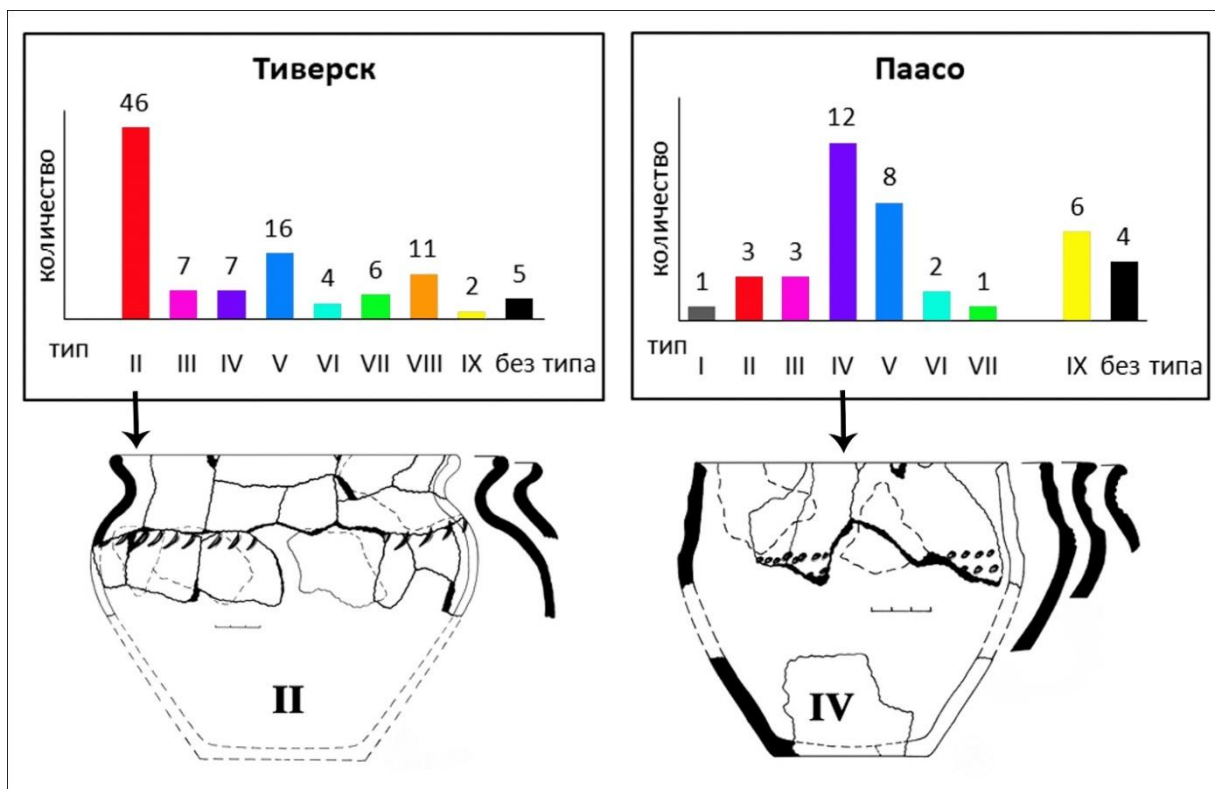 Тиверск
количество
46
7
7
16
4
6
11
2
5
тип
II III IV V VI VII VIII IX без типа
II
Паасо
количество
1
3
3
12
8
2
1
6
4
тип
I II III IV V VI VII IX без типа
IV